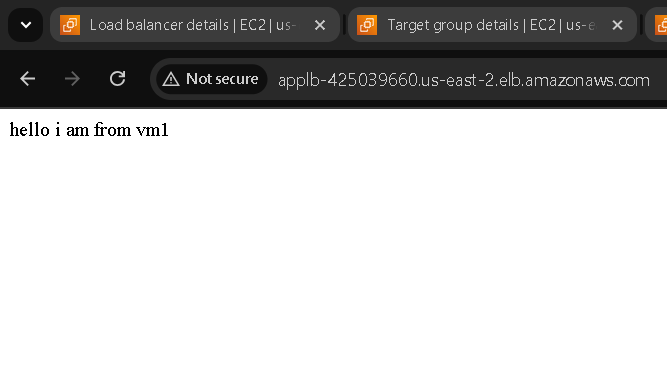 Load balancer details | EC2 | us-
Target group details | EC2 | us-e
Not secure
applb-425039660.us-east-2.elb.amazonaws.com
hello i am from vm1